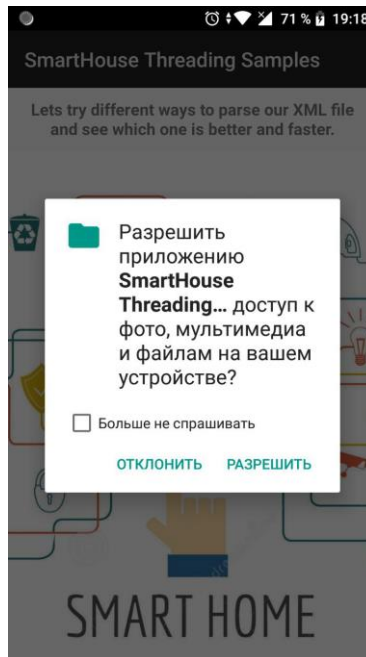 71 % 19:18
SmartHouse Threading Samples
Lets try different ways to parse our XML file
and see which one is better and faster.
Разрешить
приложению
SmartHouse
Threading... доступ к
фото, мультимедиа
и файлам на вашем
устройстве?
Больше не спрашивать
ОТКЛОНИТЬ РАЗРЕШИТЬ
SMART HOME